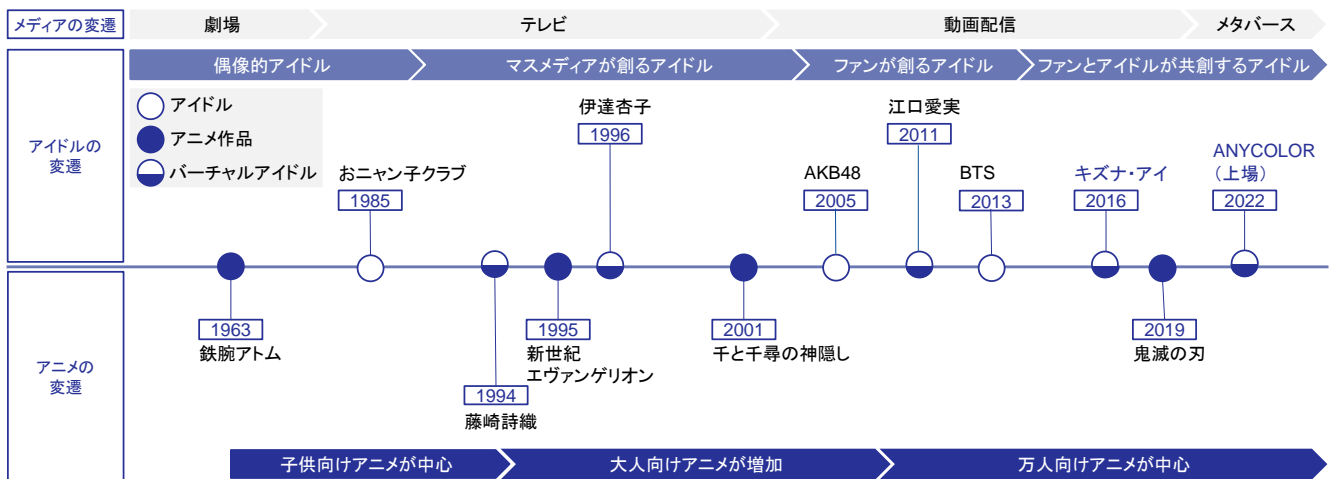 メディアの変遷
劇場
テレビ
動画配信
メタバース
偶像的アイドル
マスメディアが創るアイドル
ファンが創るアイドル
ファンとアイドルが共創するアイドル
アイドル
アニメ作品
バーチャルアイドル
アイドルの
変遷
おニャン子クラブ
1985
伊達杏子
1996
AKB48
2005
江口愛実
2011
BTS
2013
キズナ・アイ
2016
ANYCOLOR
（上場）
2022
アニメの
変遷
1963
鉄腕アトム
1994
藤崎詩織
1995
新世紀
エヴァンゲリオン
2001
千と千尋の神隠し
2019
鬼滅の刃
子供向けアニメが中心
大人向けアニメが増加
万人向けアニメが中心